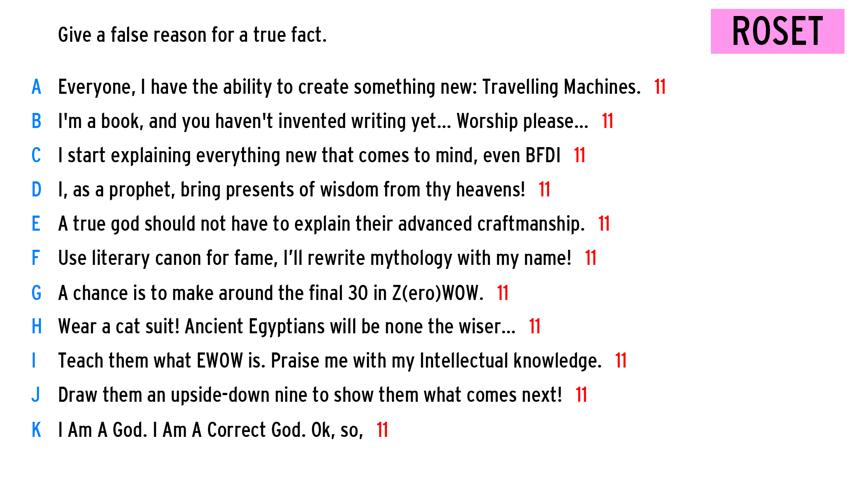 Give a false reason for a true fact.
ROSET
A Everyone, I have the ability to create something new: Travelling Machines. 11
B I'm a book, and you haven't invented writing yet... Worship please... 11
C I start explaining everything new that comes to mind, even BFDI 11
D I, as a prophet, bring presents of wisdom from thy heavens! 11
E A true god should not have to explain their advanced craftmanship. 11
F Use literary canon for fame, I'll rewrite mythology with my name! 11
G A chance is to make around the final 30 in Z(ero)WOW. 11
H Wear a cat suit! Ancient Egyptians will be none the wiser... 11
I Teach them what EWOW is. Praise me with my Intellectual knowledge. 11
J Draw them an upside-down nine to show them what comes next! 11
K I Am A God. I Am A Correct God. Ok, so, 11